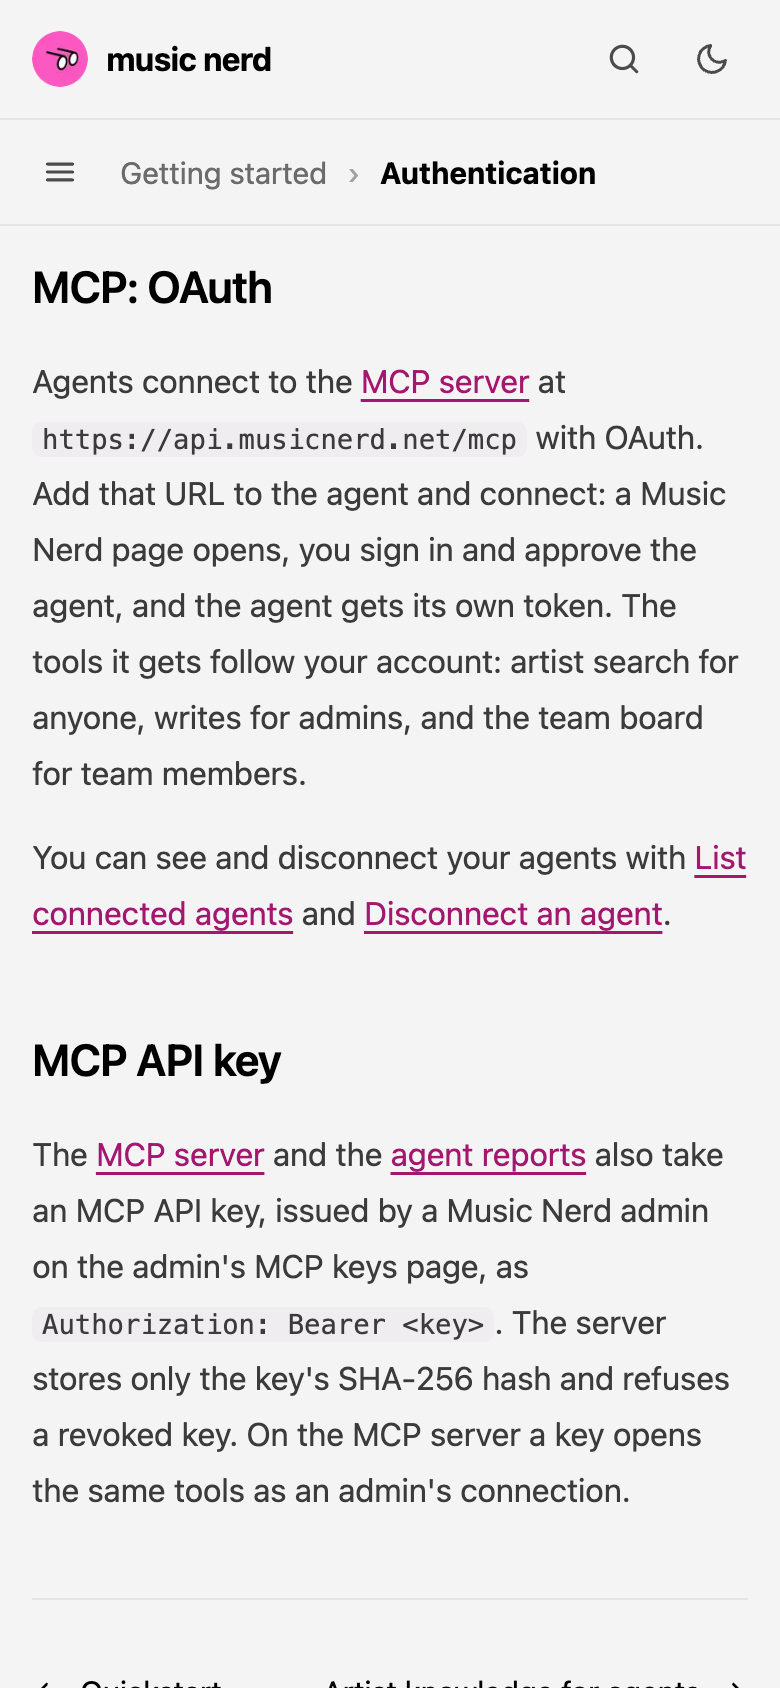 music nerd
Getting started › Authentication
MCP: OAuth
Agents connect to the MCP server at
https://api.musicnerd.net/mcp with OAuth.
Add that URL to the agent and connect: a Music
Nerd page opens, you sign in and approve the
agent, and the agent gets its own token. The
tools it gets follow your account: artist search for
anyone, writes for admins, and the team board
for team members.
You can see and disconnect your agents with List
connected agents and Disconnect an agent.
MCP API key
The MCP server and the agent reports also take
an MCP API key, issued by a Music Nerd admin
on the admin's MCP keys page, as
Authorization: Bearer <key>. The server
stores only the key's SHA-256 hash and refuses
a revoked key. On the MCP server a key opens
the same tools as an admin's connection.
Quickstart Artist knowledge for agents